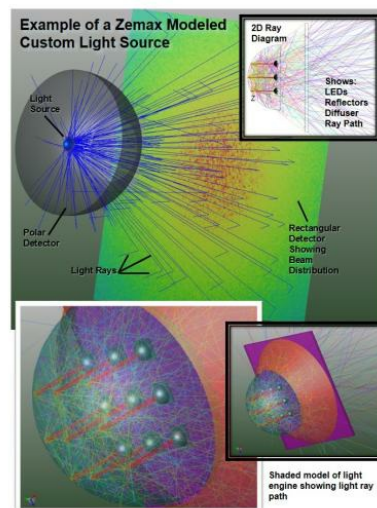 Example of a Zemax Modeled
Custom Light Source
2D Ray
Diagram
Shows:
LEDs
Reflectors
Diffuser
Ray Path
Light
Source
Polar
Detector
Light Rays
Rectangular
Detector
Showing
Beam
Distribution
Shaded model of light
engine showing light ray
path